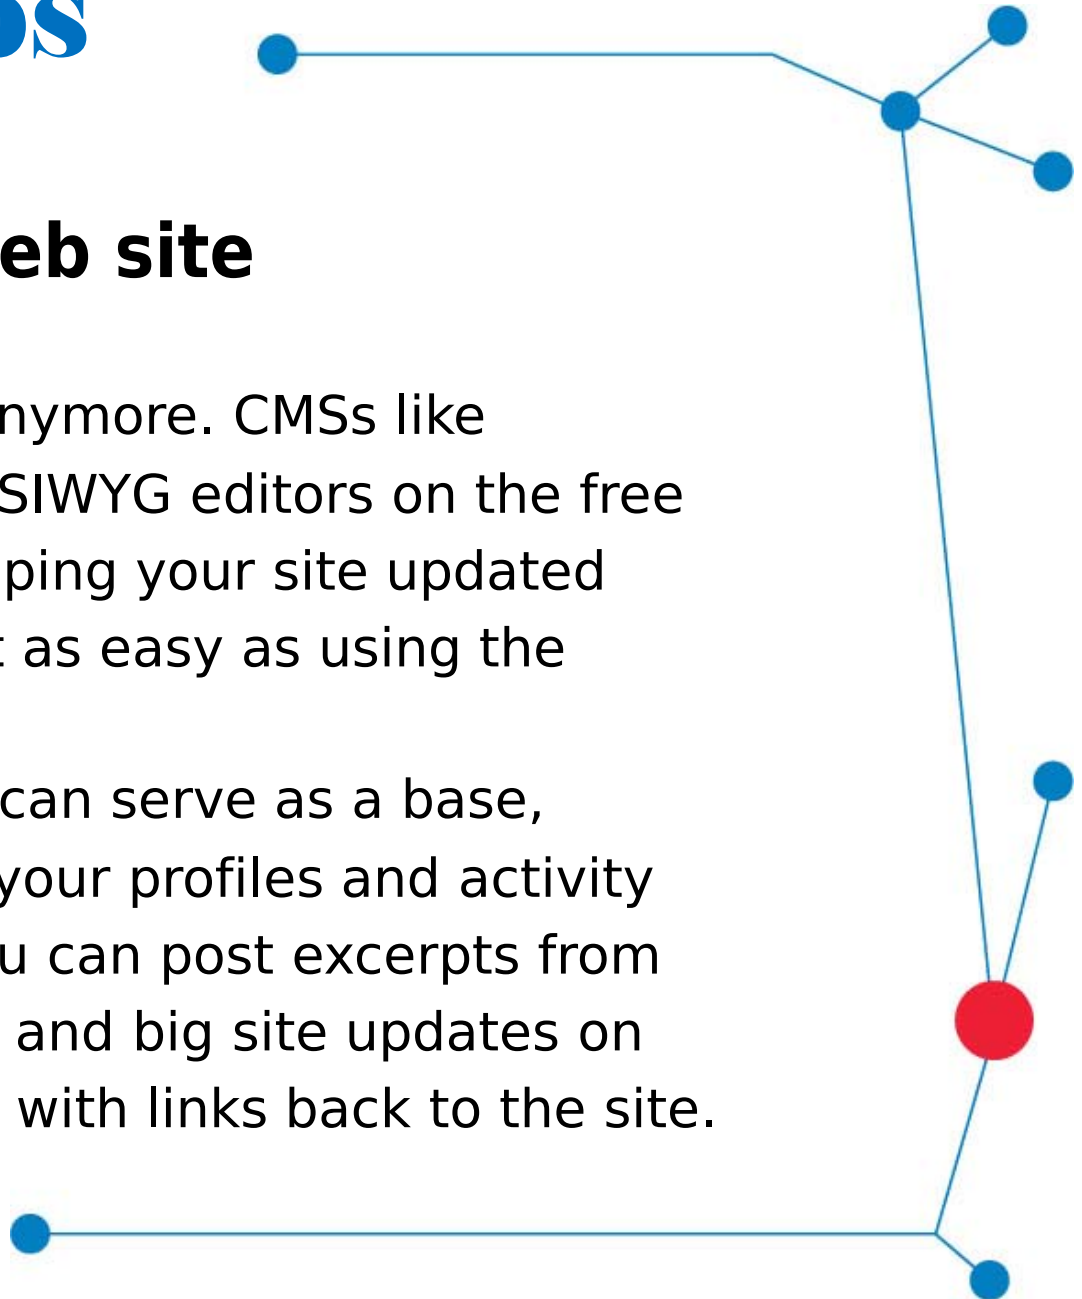 os
eb site
nymore. CMSs like
SIWYG editors on the free
ping your site updated
t as easy as using the
can serve as a base,
your profiles and activity
u can post excerpts from
and big site updates on
with links back to the site.